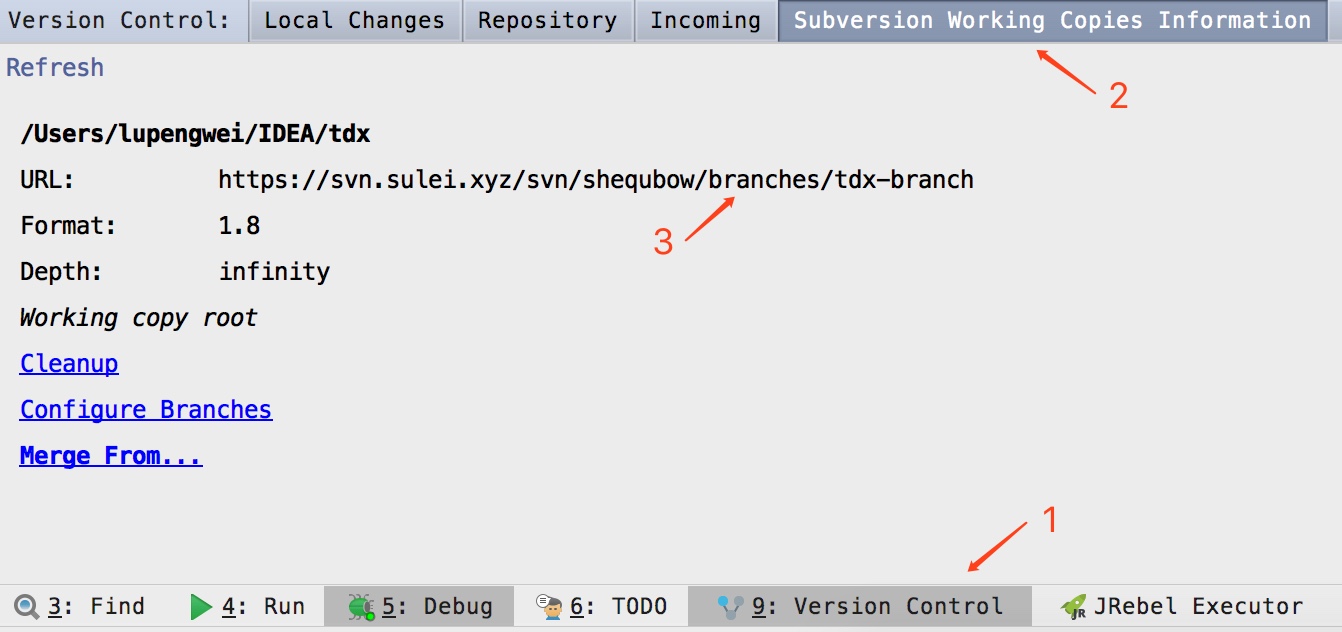 Version Control: Local Changes Repository Incoming Subversion Working Copies Information
Refresh
2
/Users/lupengwei/IDEA/tdx
URL: https://svn.sulei.xyz/svn/shequbow/branches/tdx-branch
Format: 1.8
3
Depth: infinity
Working copy root
Cleanup
Configure Branches
Merge From...
1
3: Find 4: Run 5: Debug 6: TODO 9: Version Control JR JRebel Executor